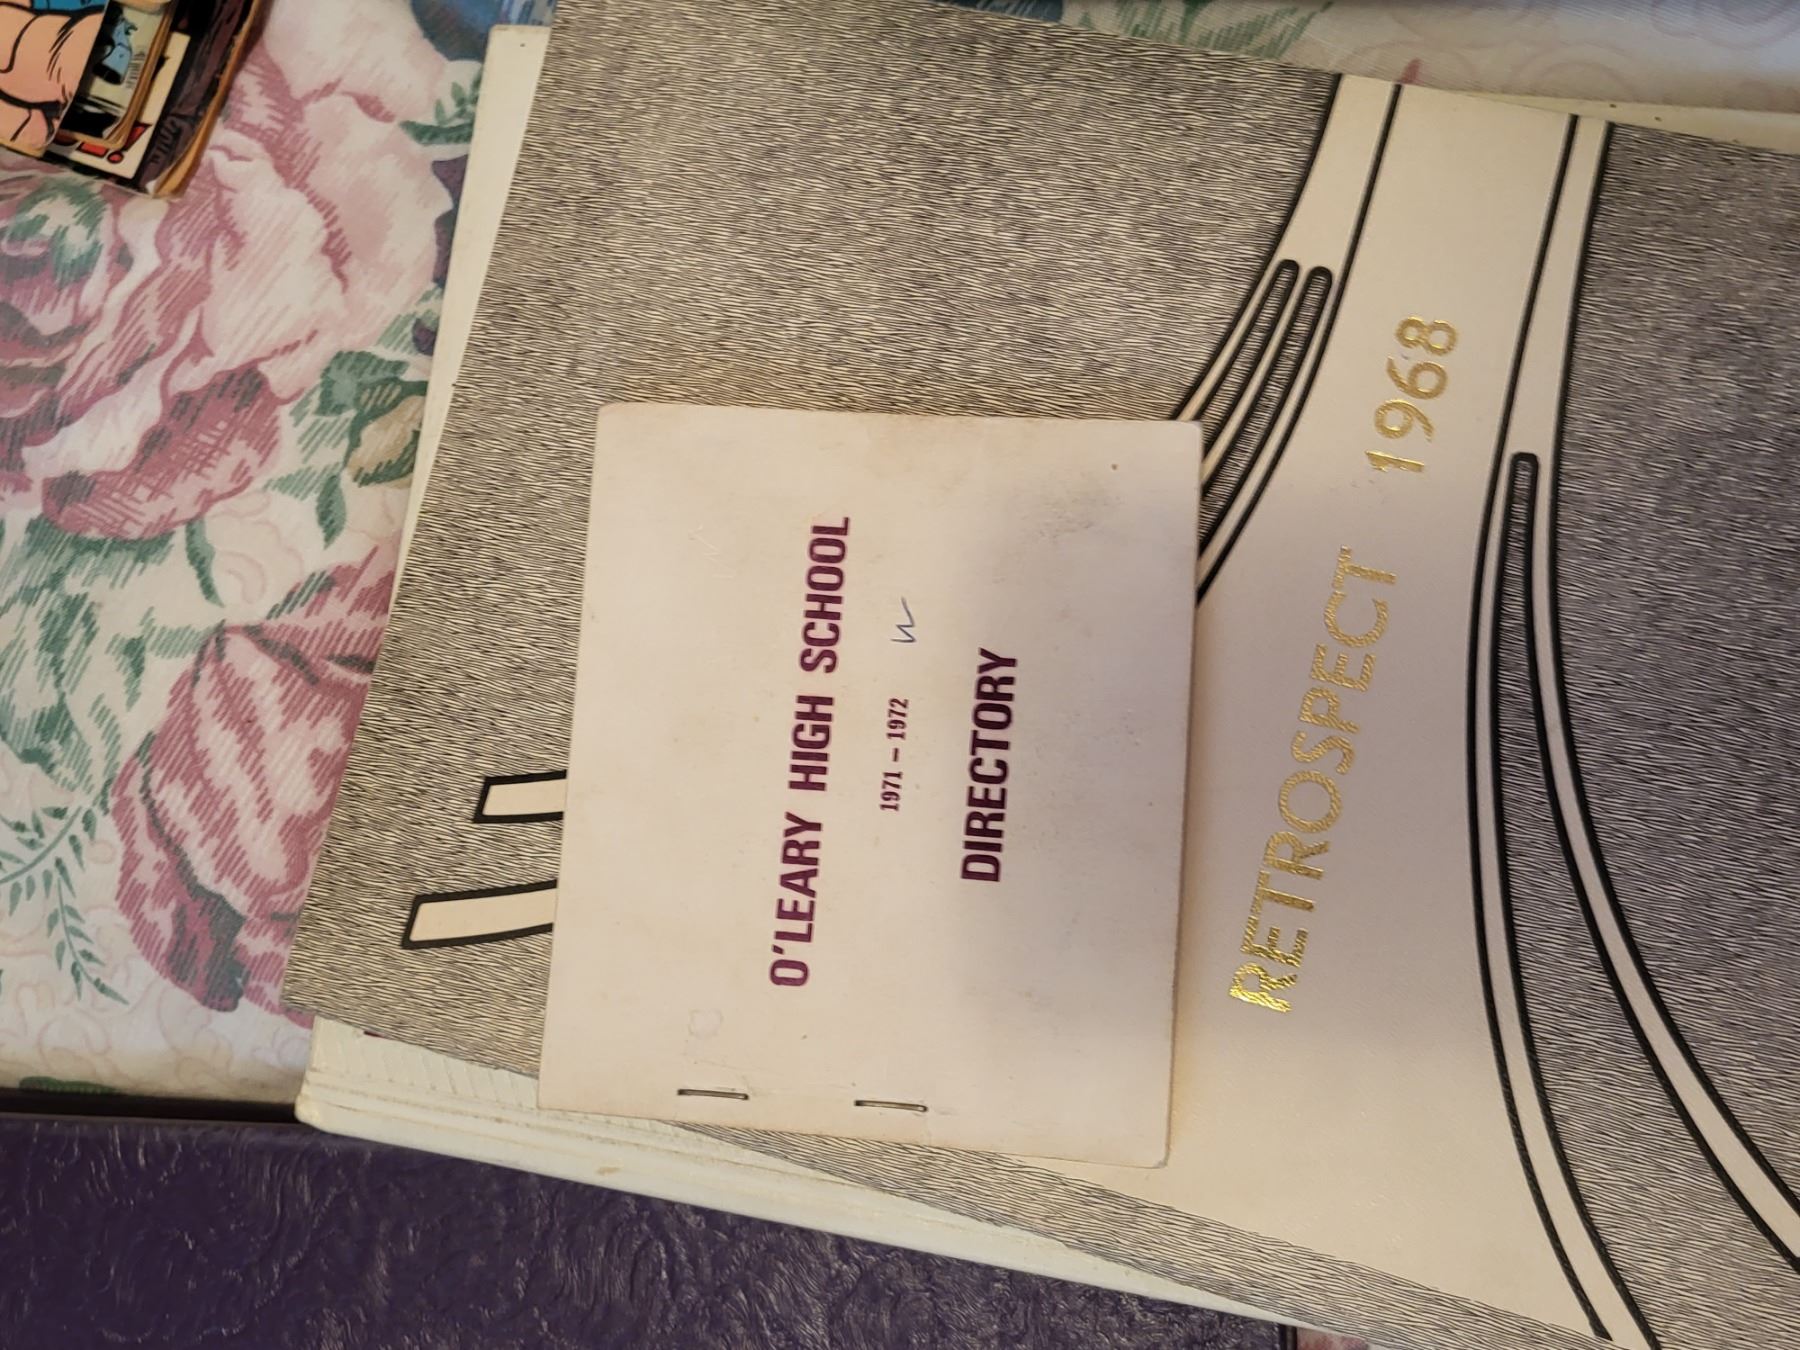 O'LEARY HIGH SCHOOL
1971 – 1972
DIRECTORY
RETROSPECT 1968